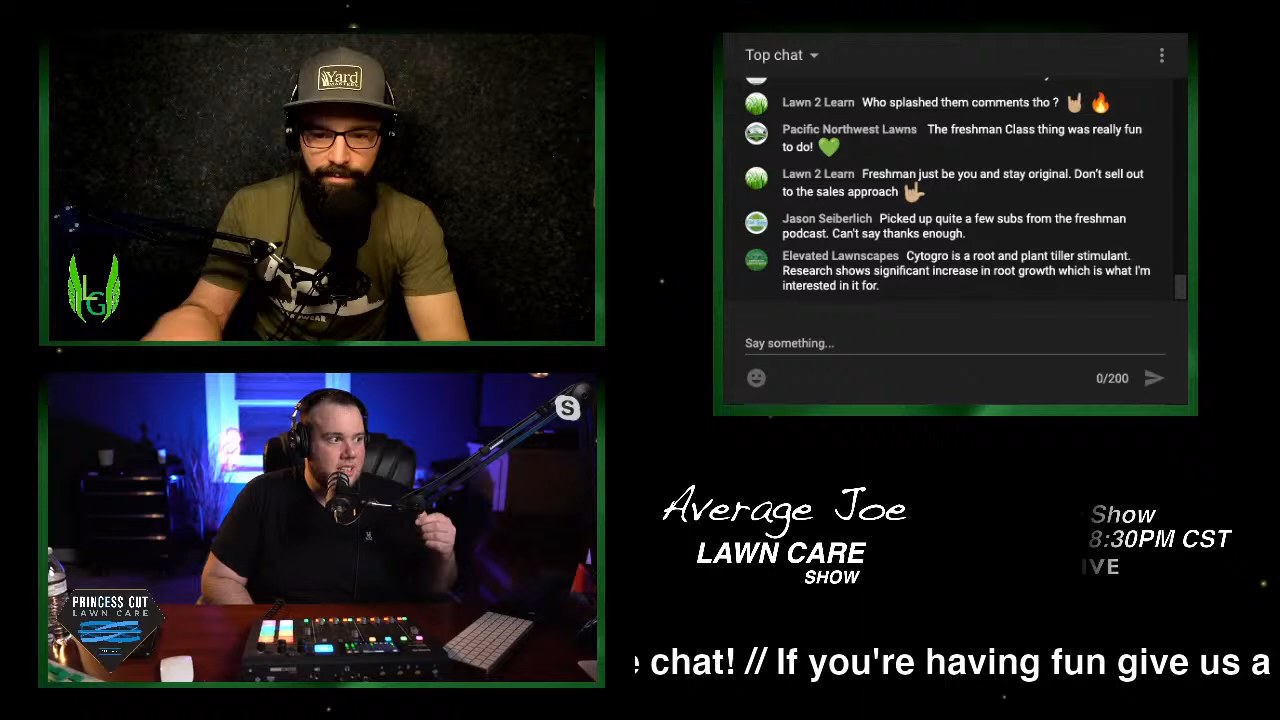 Yard
LG
Top chat
Lawn 2 Learn Who splashed them comments tho ? 🤘🏼 🔥
Pacific Northwest Lawns The freshman Class thing was really fun
to do! 💚
Lawn 2 Learn Freshman just be you and stay original. Don't sell out
to the sales approach 🤟🏼
Jason Seiberlich Picked up quite a few subs from the freshman
podcast. Can't say thanks enough.
Elevated Lawnscapes Cytogro is a root and plant tiller stimulant.
Research shows significant increase in root growth which is what I'm
interested in it for.
Say something...
0/200
S
PRINCESS CUT
LAWN CARE
Average Joe
LAWN CARE
SHOW
Show
8:30PM CST
IVE
chat! // If you're having fun give us a